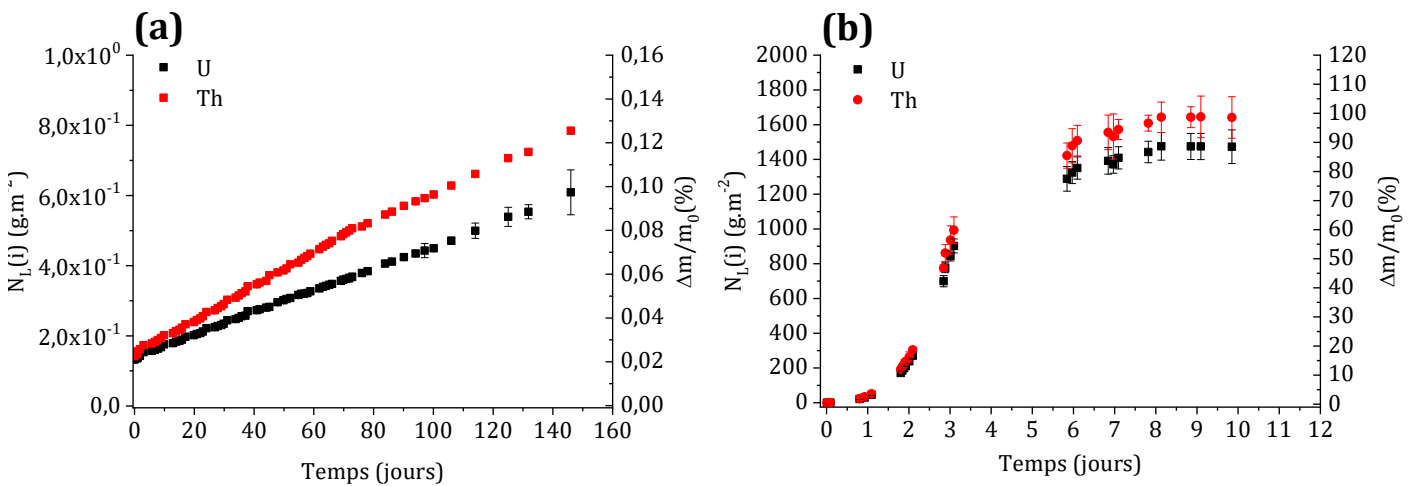 (a)
1,0x10⁰
8,0x10⁻¹
6,0x10⁻¹
4,0x10⁻¹
2,0x10⁻¹
0,0
N_L(i) (g.m⁻²)
U
Th
0,16
0,14
0,12
0,10
0,08
0,06
0,04
0,02
0,00
Δm/m₀(%)
0 20 40 60 80 100 120 140 160
Temps (jours)
(b)
2000
1800
1600
1400
1200
1000
800
600
400
200
0
N_L(i) (g.m⁻²)
U
Th
120
110
100
90
80
70
60
50
40
30
20
10
0
Δm/m₀(%)
0 1 2 3 4 5 6 7 8 9 10 11 12
Temps (jours)